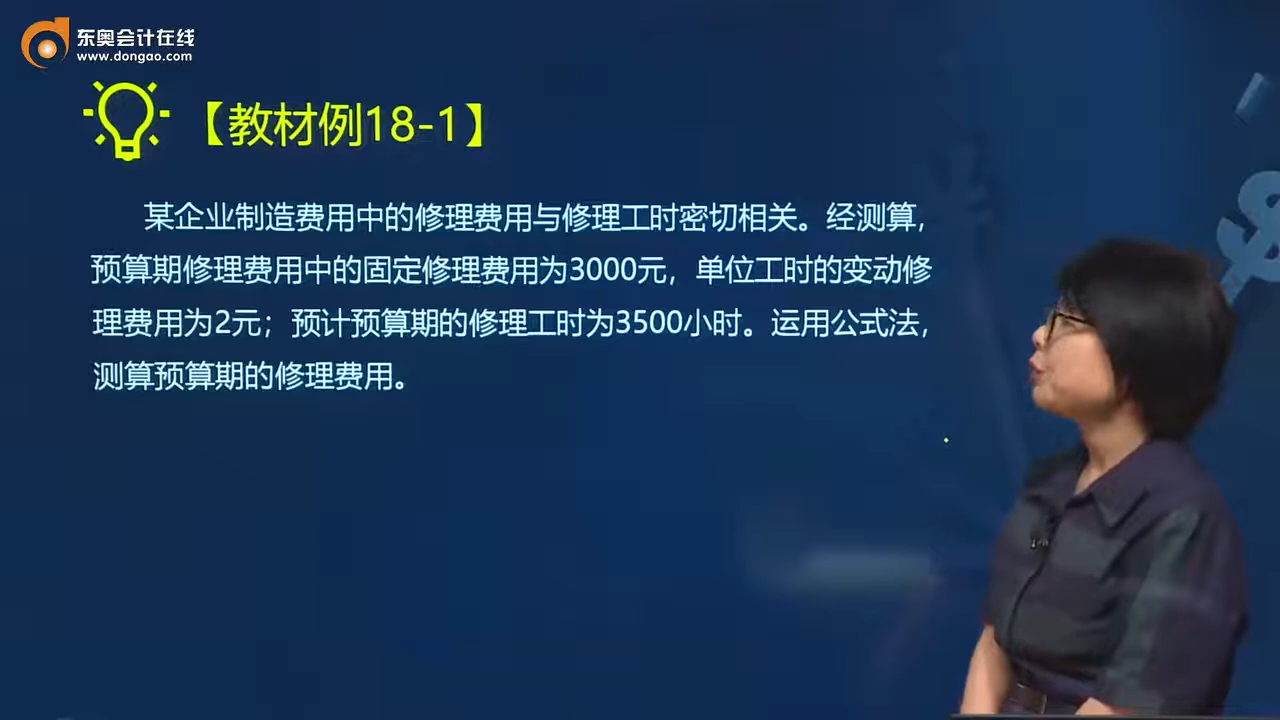 东奥会计在线
www.dongao.com
【教材例18-1】
某企业制造费用中的修理费用与修理工时密切相关。经测算，
预算期修理费用中的固定修理费用为3000元，单位工时的变动修
理费用为2元；预计预算期的修理工时为3500小时。运用公式法，
测算预算期的修理费用。